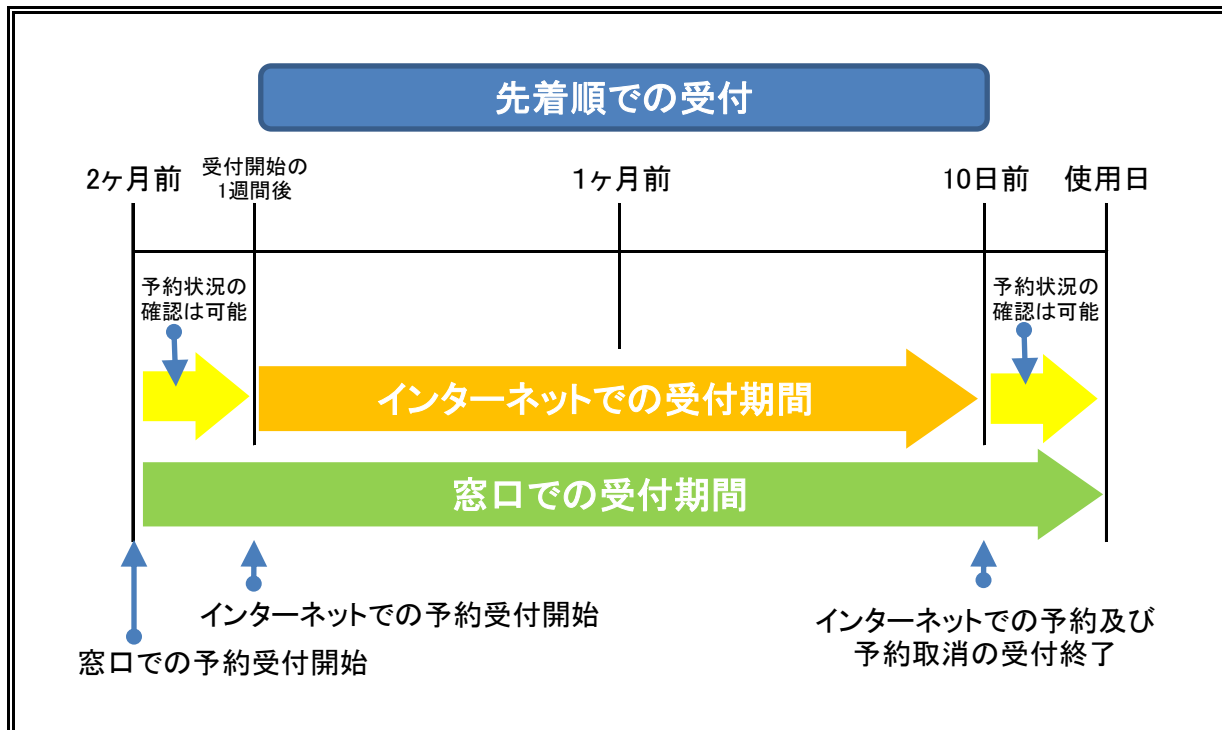 先着順での受付
2ヶ月前
受付開始の
1週間後
1ヶ月前
10日前
使用日
予約状況の
確認は可能
予約状況の
確認は可能
インターネットでの受付期間
窓口での受付期間
インターネットでの予約受付開始
窓口での予約受付開始
インターネットでの予約及び
予約取消の受付終了